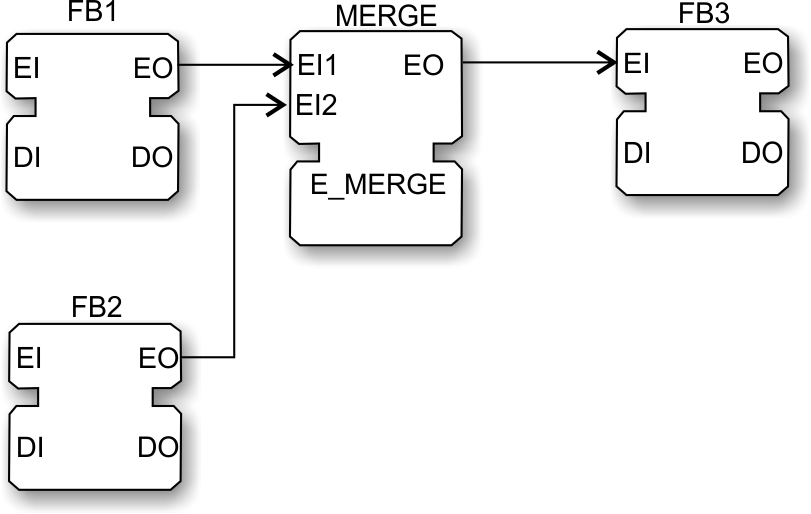 FB1
EI EO
DI DO
MERGE
EI1 EO
EI2
E_MERGE
FB3
EI EO
DI DO
FB2
EI EO
DI DO